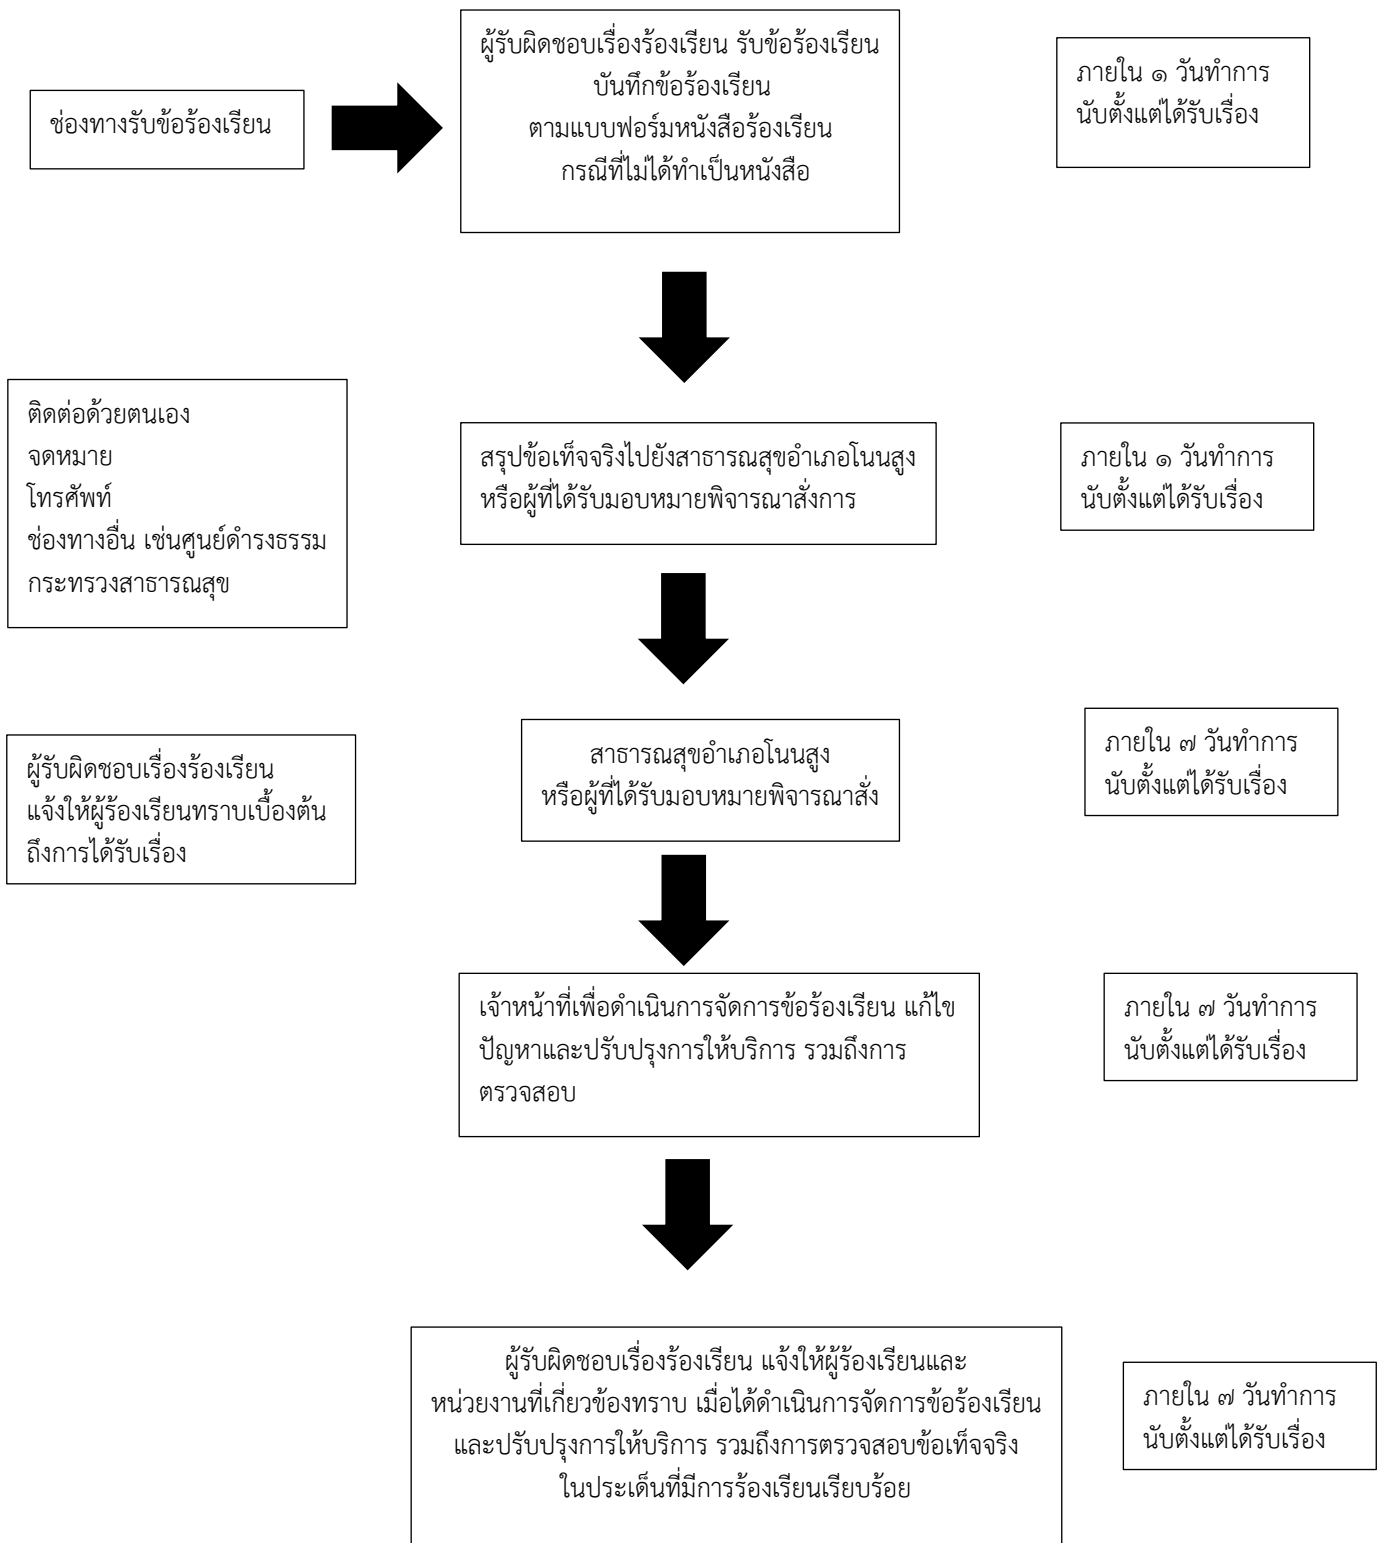 ช่องทางรับข้อร้องเรียน
ผู้รับผิดชอบเรื่องร้องเรียน รับข้อร้องเรียน
บันทึกข้อร้องเรียน
ตามแบบฟอร์มหนังสือร้องเรียน
กรณีที่ไม่ได้ทำเป็นหนังสือ
ภายใน ๑ วันทำการ
นับตั้งแต่ได้รับเรื่อง
ติดต่อด้วยตนเอง
จดหมาย
โทรศัพท์
ช่องทางอื่น เช่นศูนย์ดำรงธรรม
กระทรวงสาธารณสุข
สรุปข้อเท็จจริงไปยังสาธารณสุขอำเภอโนนสูง
หรือผู้ที่ได้รับมอบหมายพิจารณาสั่งการ
ภายใน ๑ วันทำการ
นับตั้งแต่ได้รับเรื่อง
ผู้รับผิดชอบเรื่องร้องเรียน
แจ้งให้ผู้ร้องเรียนทราบเบื้องต้น
ถึงการได้รับเรื่อง
สาธารณสุขอำเภอโนนสูง
หรือผู้ที่ได้รับมอบหมายพิจารณาสั่ง
ภายใน ๗ วันทำการ
นับตั้งแต่ได้รับเรื่อง
เจ้าหน้าที่เพื่อดำเนินการจัดการข้อร้องเรียน แก้ไข
ปัญหาและปรับปรุงการให้บริการ รวมถึงการ
ตรวจสอบ
ภายใน ๗ วันทำการ
นับตั้งแต่ได้รับเรื่อง
ผู้รับผิดชอบเรื่องร้องเรียน แจ้งให้ผู้ร้องเรียนและ
หน่วยงานที่เกี่ยวข้องทราบ เมื่อได้ดำเนินการจัดการข้อร้องเรียน
และปรับปรุงการให้บริการ รวมถึงการตรวจสอบข้อเท็จจริง
ในประเด็นที่มีการร้องเรียนเรียบร้อย
ภายใน ๗ วันทำการ
นับตั้งแต่ได้รับเรื่อง